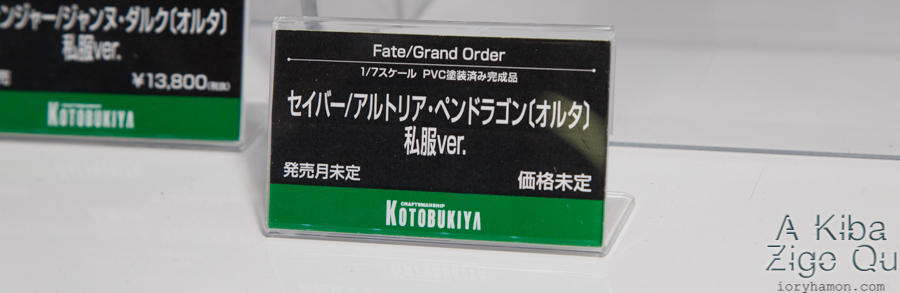 ンジャー/ジャンヌ・ダルク〔オルタ〕
私服ver.
¥13,800(税抜)
KOTOBUKIYA
Fate/Grand Order
1/7スケール PVC塗装済み完成品
セイバー/アルトリア・ペンドラゴン〔オルタ〕
私服ver.
発売月未定 価格未定
CRAFTSMANSHIP
KOTOBUKIYA
A Kiba
Zigo Qu
ioryhamon.com